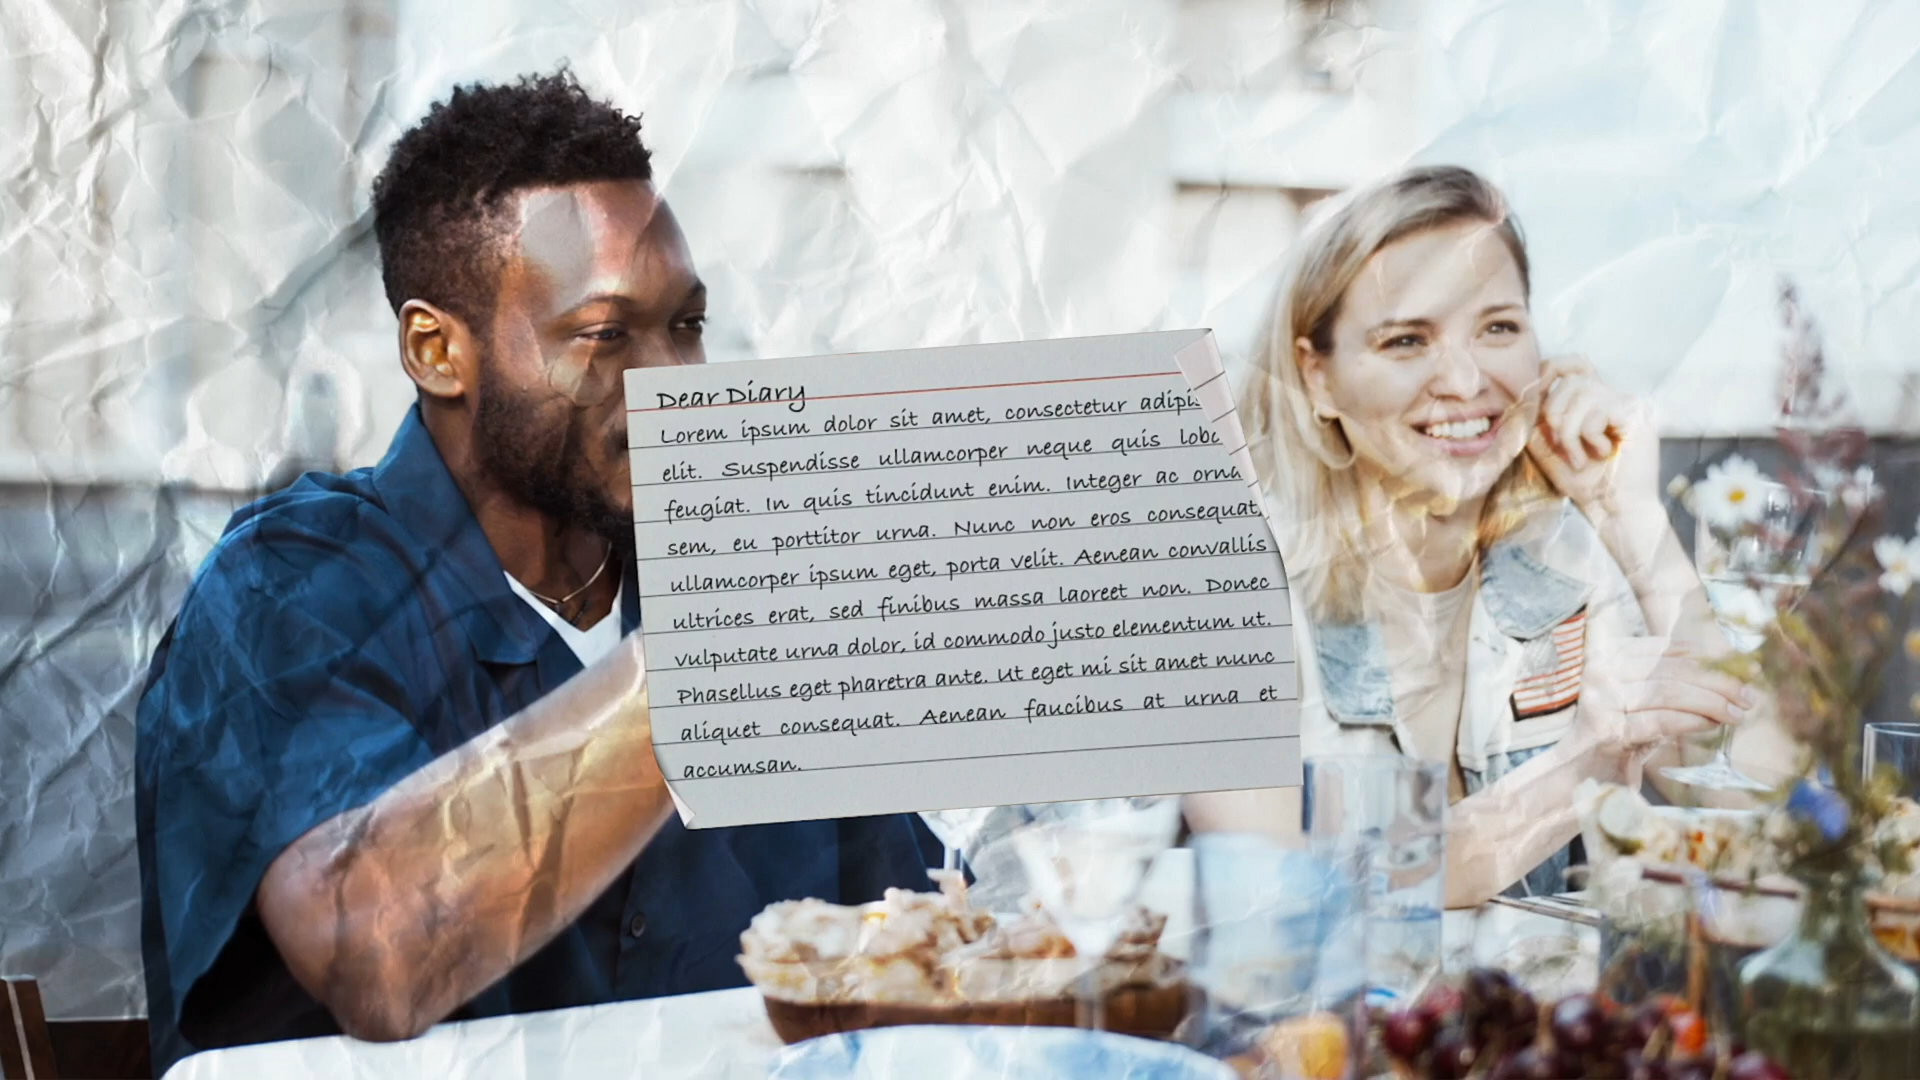 Dear Diary
Lorem ipsum dolor sit amet, consectetur
elit. Suspendisse ullamcorper neque quis
feugiat. In quis tincidunt enim. Integer ac
sem, eu porttitor urna. Nunc non eros consequat,
ullamcorper ipsum eget, porta velit. Aenean convallis
ultrices erat, sed finibus massa laoreet non. Donec
vulputate urna dolor, id commodo justo elementum ut.
Phasellus eget pharetra ante. Ut eget mi sit amet nunc
aliquet consequat. Aenean faucibus at urna et
accumsan.